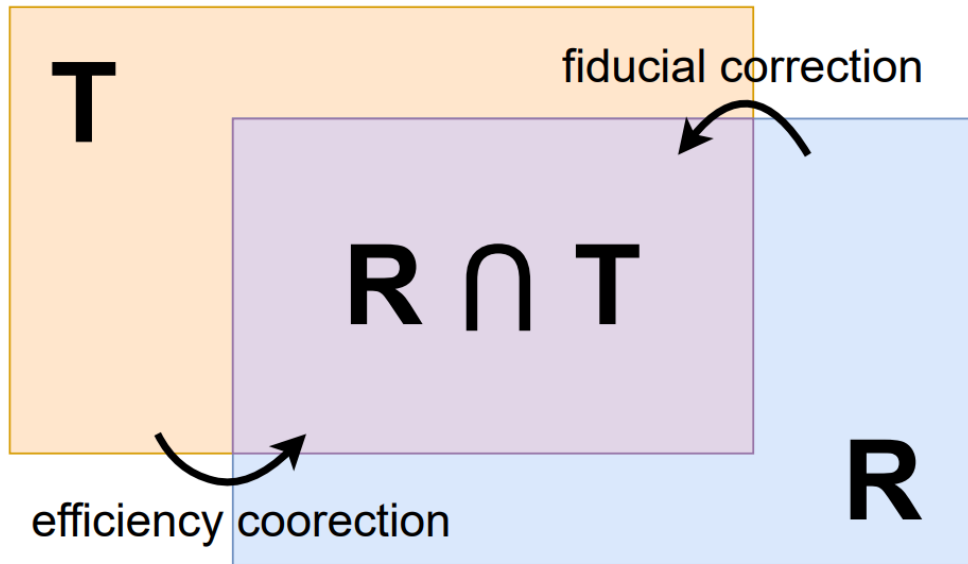 T
fiducial correction
R ∩ T
R
efficiency coorection